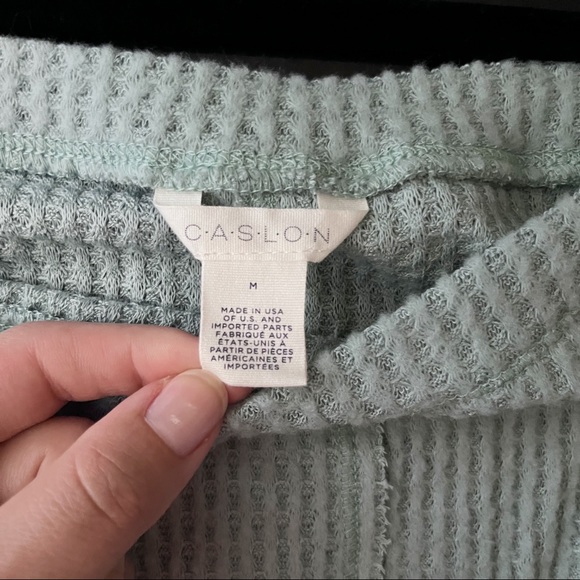 C·A·S·L·O·N
M
MADE IN USA
OF U.S. AND
IMPORTED PARTS
FABRIQUÉ AUX
ÉTATS-UNIS À
PARTIR DE PIÈCES
AMÉRICAINES ET
IMPORTÉES